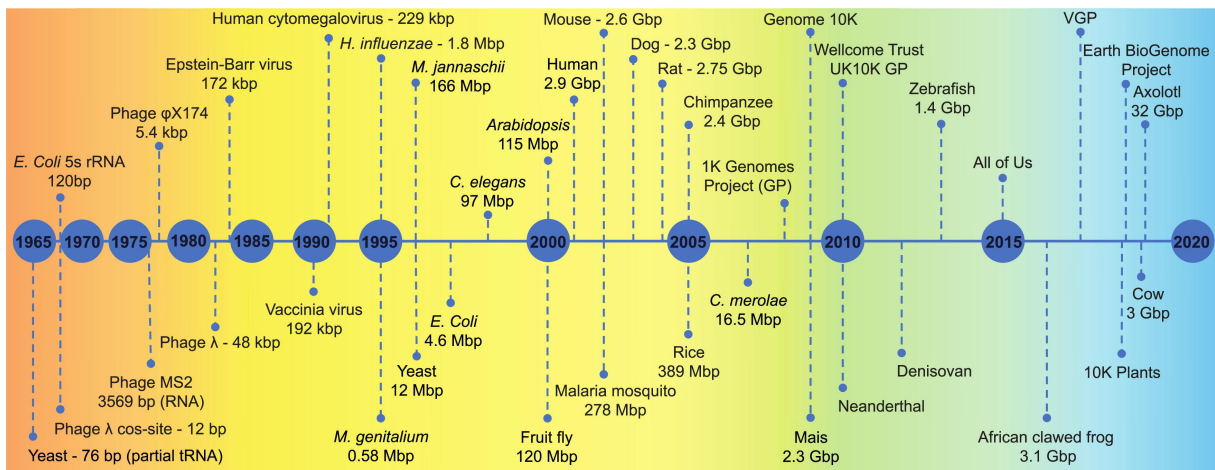 Human cytomegalovirus - 229 kbp
Mouse - 2.6 Gbp
Genome 10K
VGP
H. influenzae - 1.8 Mbp
Dog - 2.3 Gbp
Wellcome Trust
UK10K GP
Earth BioGenome
Project
Epstein-Barr virus
172 kbp
M. jannaschii
166 Mbp
Human
2.9 Gbp
Rat - 2.75 Gbp
Zebrafish
1.4 Gbp
Axolotl
32 Gbp
Phage φX174
5.4 kbp
Arabidopsis
115 Mbp
Chimpanzee
2.4 Gbp
E. Coli 5s rRNA
120bp
C. elegans
97 Mbp
1K Genomes
Project (GP)
All of Us
1965
1970
1975
1980
1985
1990
1995
2000
2005
2010
2015
2020
Vaccinia virus
192 kbp
C. merolae
16.5 Mbp
Cow
3 Gbp
Phage λ - 48 kbp
E. Coli
4.6 Mbp
Rice
389 Mbp
Phage MS2
3569 bp (RNA)
Yeast
12 Mbp
Malaria mosquito
278 Mbp
Denisovan
10K Plants
Neanderthal
Phage λ cos-site - 12 bp
Yeast - 76 bp (partial tRNA)
M. genitalium
0.58 Mbp
Fruit fly
120 Mbp
Mais
2.3 Gbp
African clawed frog
3.1 Gbp